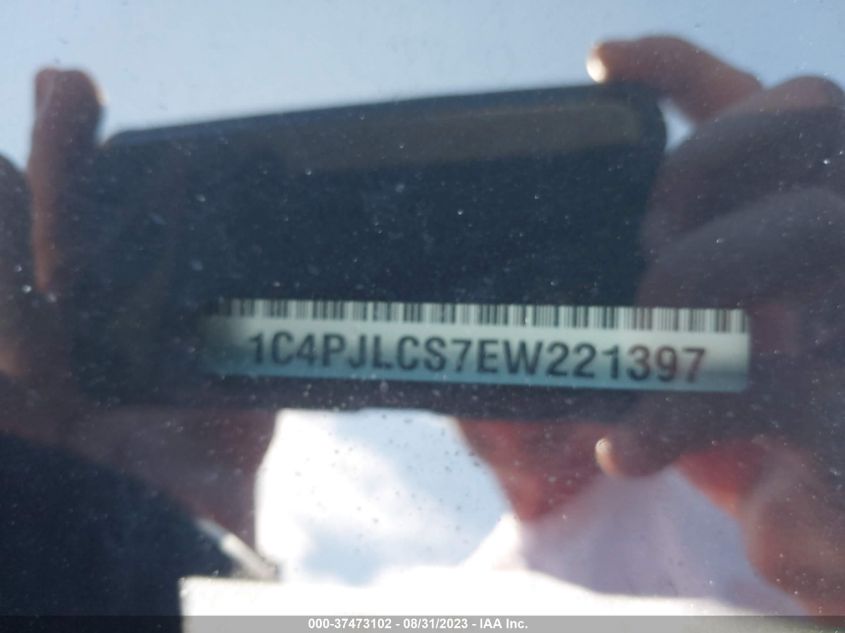 1C4PJLCS7EW221397
000-37473102 - 08/31/2023 - IAA Inc.